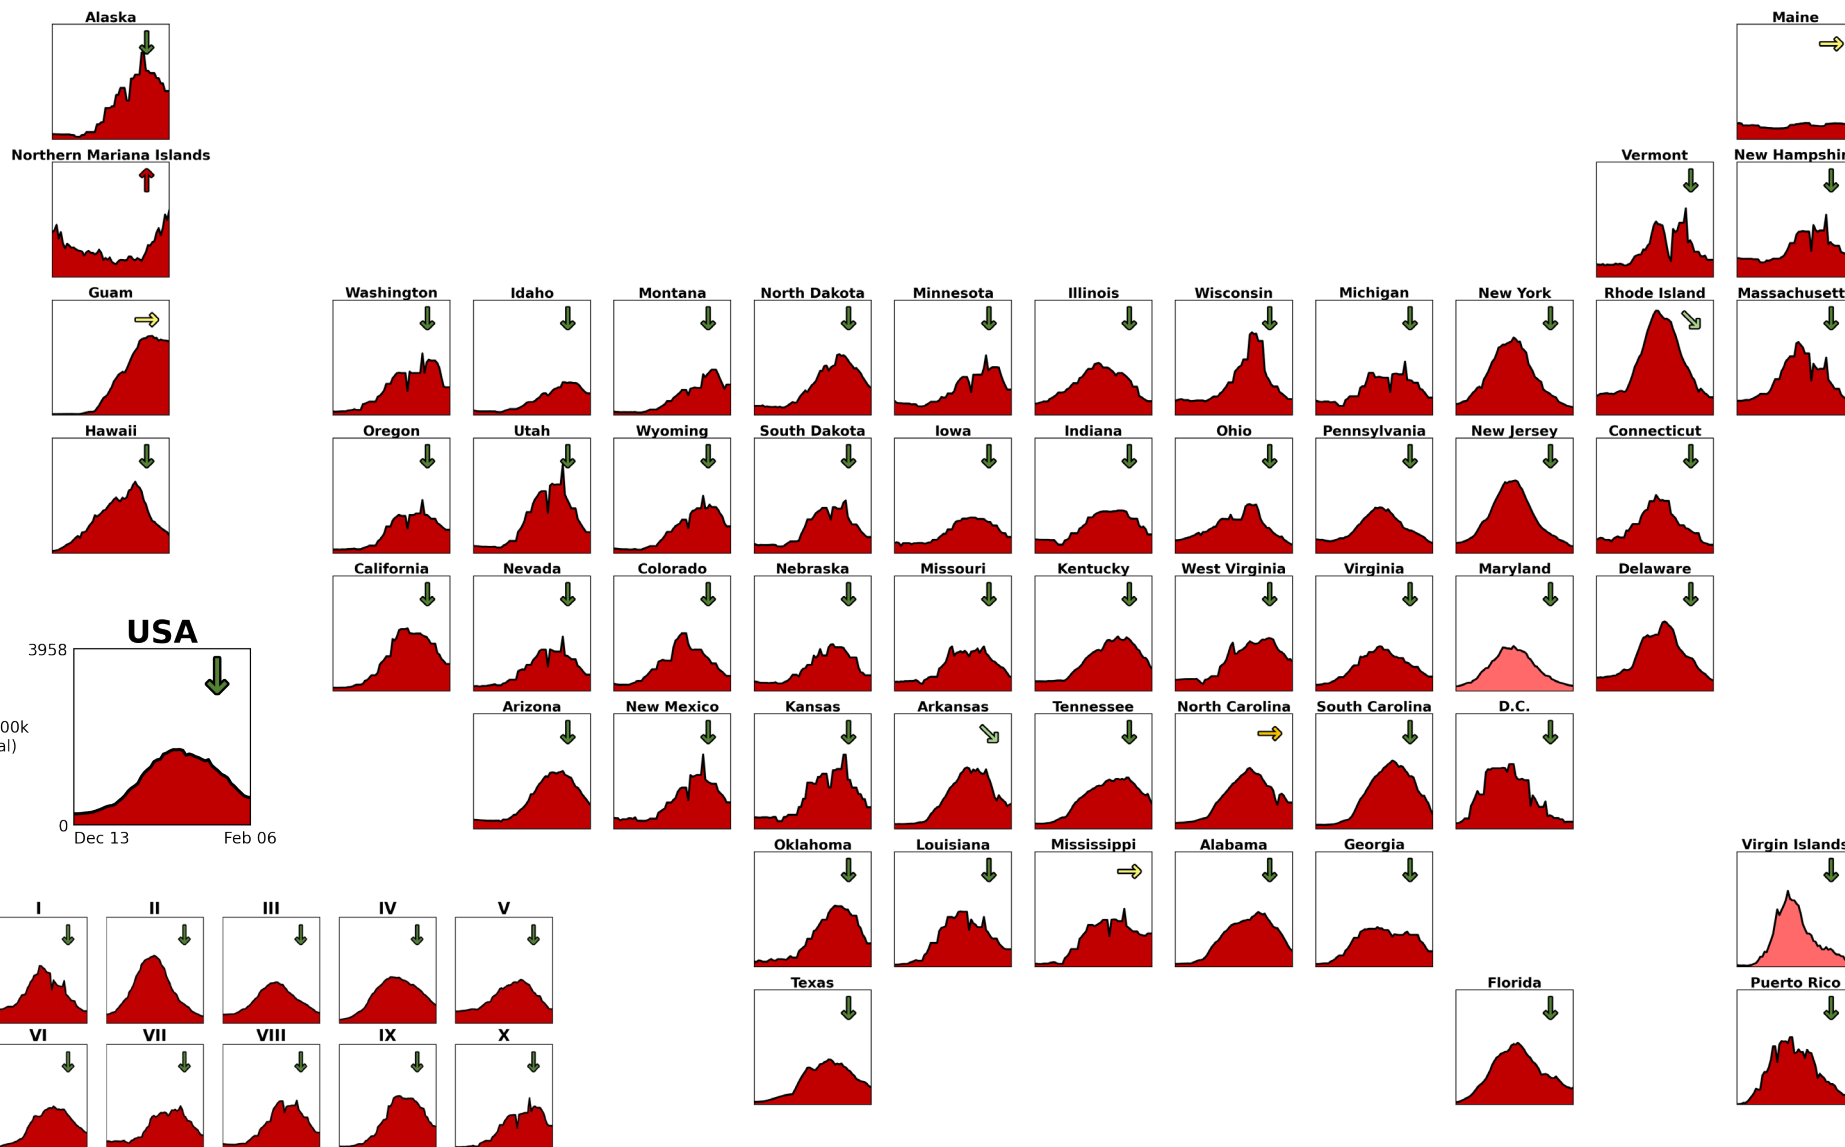 Alaska
Maine
Northern Mariana Islands
Vermont
New Hampshir
Guam
Washington
Idaho
Montana
North Dakota
Minnesota
Illinois
Wisconsin
Michigan
New York
Rhode Island
Massachusett
Hawaii
Oregon
Utah
Wyoming
South Dakota
Iowa
Indiana
Ohio
Pennsylvania
New Jersey
Connecticut
California
Nevada
Colorado
Nebraska
Missouri
Kentucky
West Virginia
Virginia
Maryland
Delaware
USA
3958
00k
al)
0
Dec 13
Feb 06
Arizona
New Mexico
Kansas
Arkansas
Tennessee
North Carolina
South Carolina
D.C.
Oklahoma
Louisiana
Mississippi
Alabama
Georgia
Virgin Islands
I
II
III
IV
V
Texas
Florida
Puerto Rico
VI
VII
VIII
IX
X